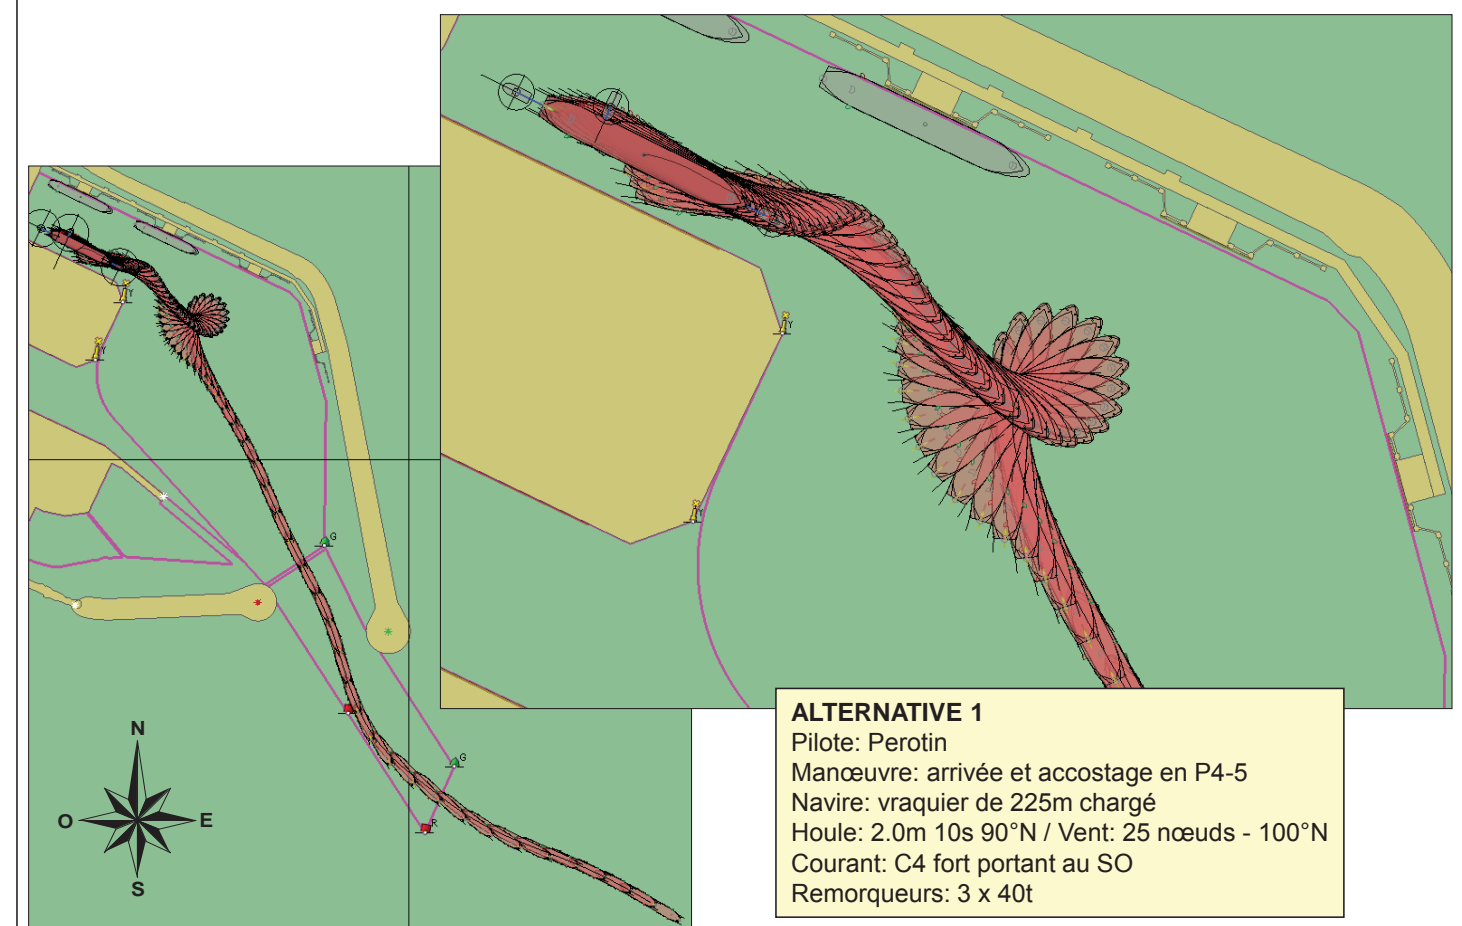 Y
Y
Y
Y
G
G
R
N
O
E
S
ALTERNATIVE 1
Pilote: Perotin
Manœuvre: arrivée et accostage en P4-5
Navire: vraquier de 225m chargé
Houle: 2.0m 10s 90°N / Vent: 25 nœuds - 100°N
Courant: C4 fort portant au SO
Remorqueurs: 3 x 40t